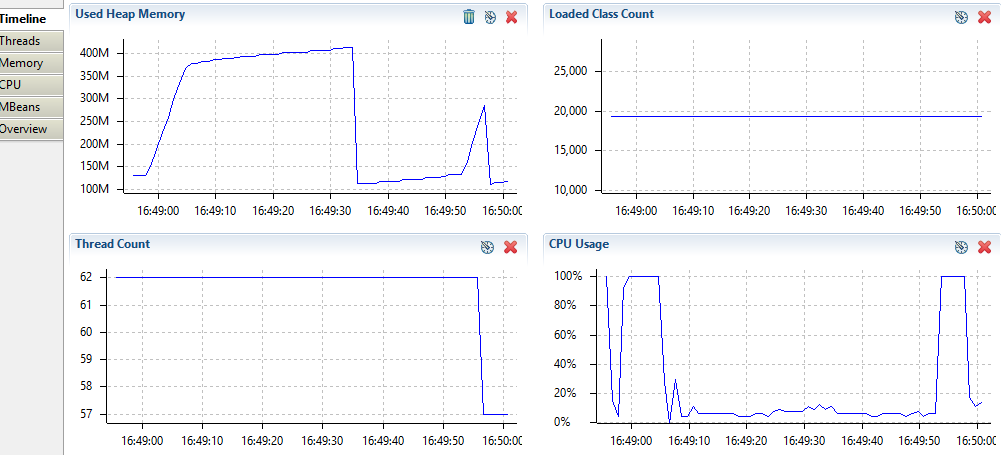 Timeline
Threads
Memory
CPU
MBeans
Overview
Used Heap Memory
400M
350M
300M
250M
200M
150M
100M
16:49:00 16:49:10 16:49:20 16:49:30 16:49:40 16:49:50 16:50:00
Loaded Class Count
25,000
20,000
15,000
10,000
16:49:00 16:49:10 16:49:20 16:49:30 16:49:40 16:49:50 16:50:00
Thread Count
62
61
60
59
58
57
16:49:00 16:49:10 16:49:20 16:49:30 16:49:40 16:49:50 16:50:00
CPU Usage
100%
80%
60%
40%
20%
0%
16:49:00 16:49:10 16:49:20 16:49:30 16:49:40 16:49:50 16:50:00